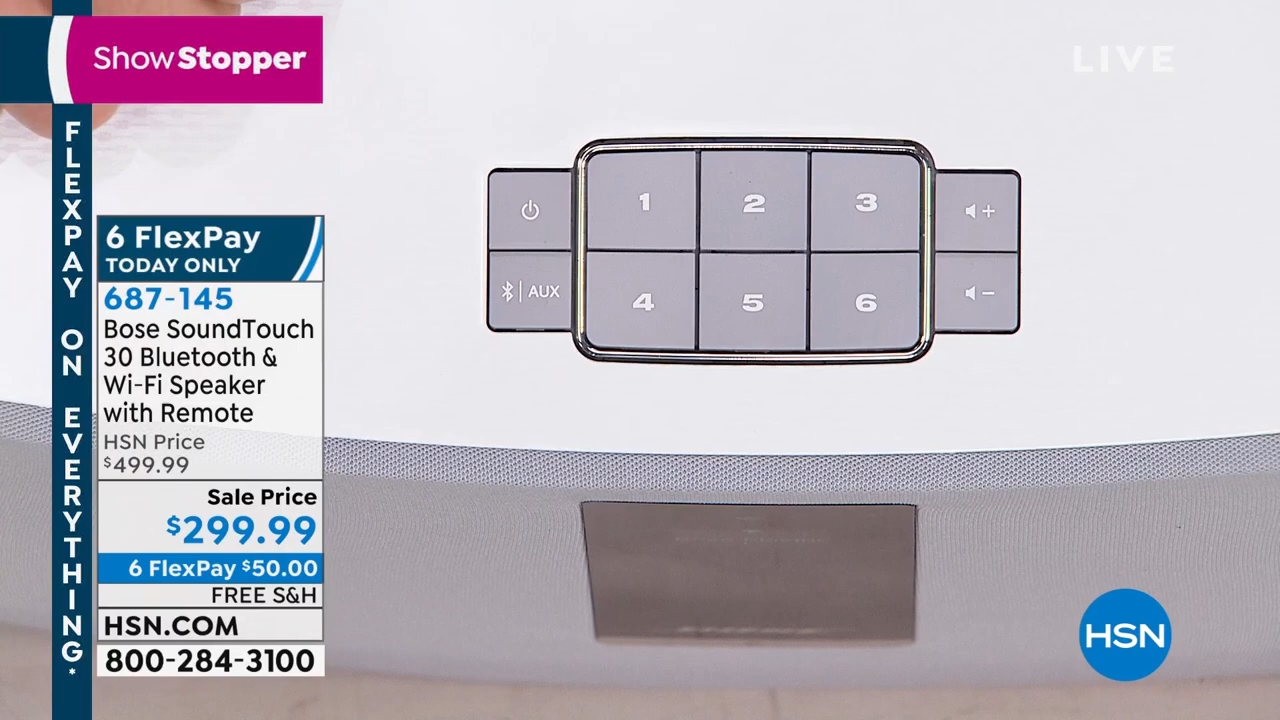 ShowStopper
LIVE
FLEXPAY ON EVERYTHING*
6 FlexPay
TODAY ONLY
687-145
Bose SoundTouch
30 Bluetooth &
Wi-Fi Speaker
with Remote
HSN Price
$499.99
Sale Price
$299.99
6 FlexPay $50.00
FREE S&H
HSN.COM
800-284-3100
1 2 3
AUX 4 5 6
+
-
HSN